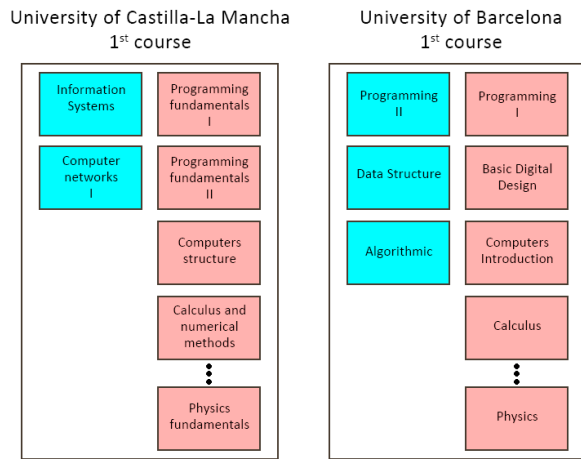 University of Castilla-La Mancha
1st course
Information
Systems
Programming
fundamentals
I
Computer
networks
I
Programming
fundamentals
II
Computers
structure
Calculus and
numerical
methods
Physics
fundamentals
University of Barcelona
1st course
Programming
II
Programming
I
Data Structure
Basic Digital
Design
Algorithmic
Computers
Introduction
Calculus
Physics